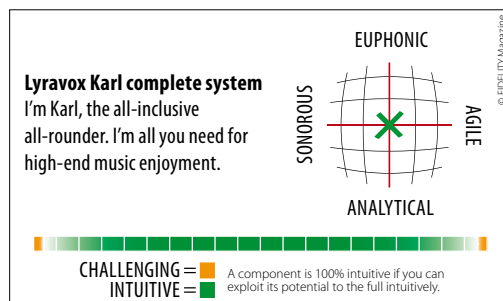 EUPHONIC
© FIDELITY Magazine
Lyravox Karl complete system
I'm Karl, the all-inclusive
all-rounder. I'm all you need for
high-end music enjoyment.
SONOROUS
AGILE
ANALYTICAL
CHALLENGING =
INTUITIVE =
A component is 100% intuitive if you can
exploit its potential to the full intuitively.